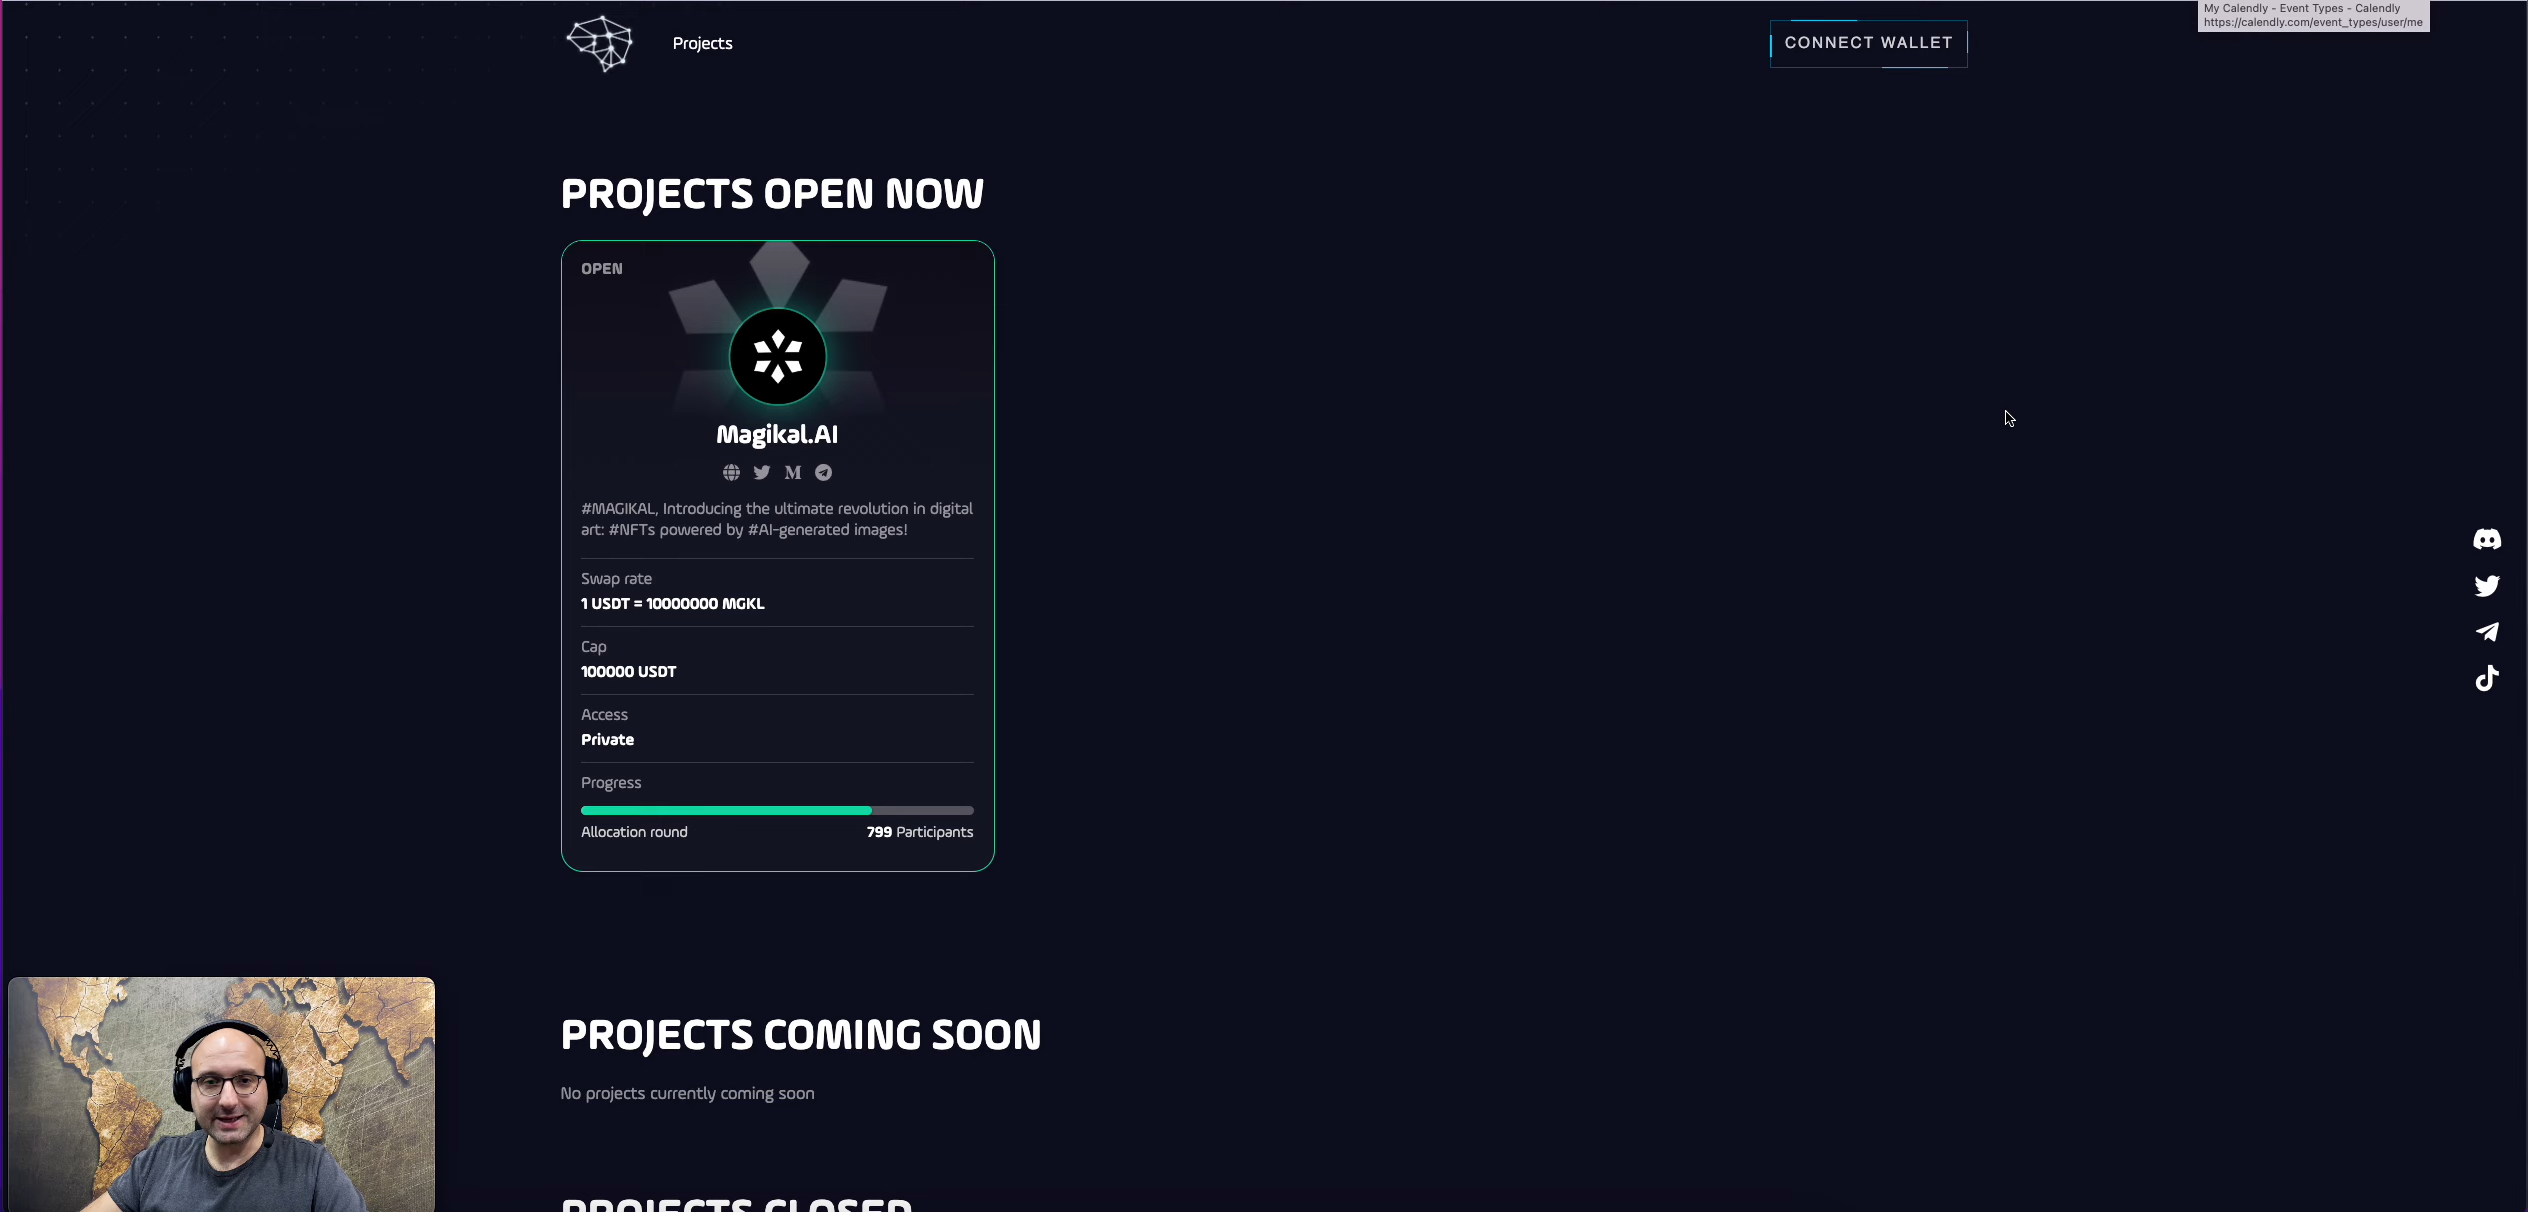 My Calendly - Event Types - Calendly
https://calendly.com/event_types/user/me
Projects
CONNECT WALLET
PROJECTS OPEN NOW
OPEN
Magikal.AI
#MAGIKAL, Introducing the ultimate revolution in digital
art: #NFTs powered by #AI-generated images!
Swap rate
1 USDT = 10000000 MGKL
Cap
100000 USDT
Access
Private
Progress
Allocation round
799 Participants
PROJECTS COMING SOON
No projects currently coming soon
PROJECTS CLOSED